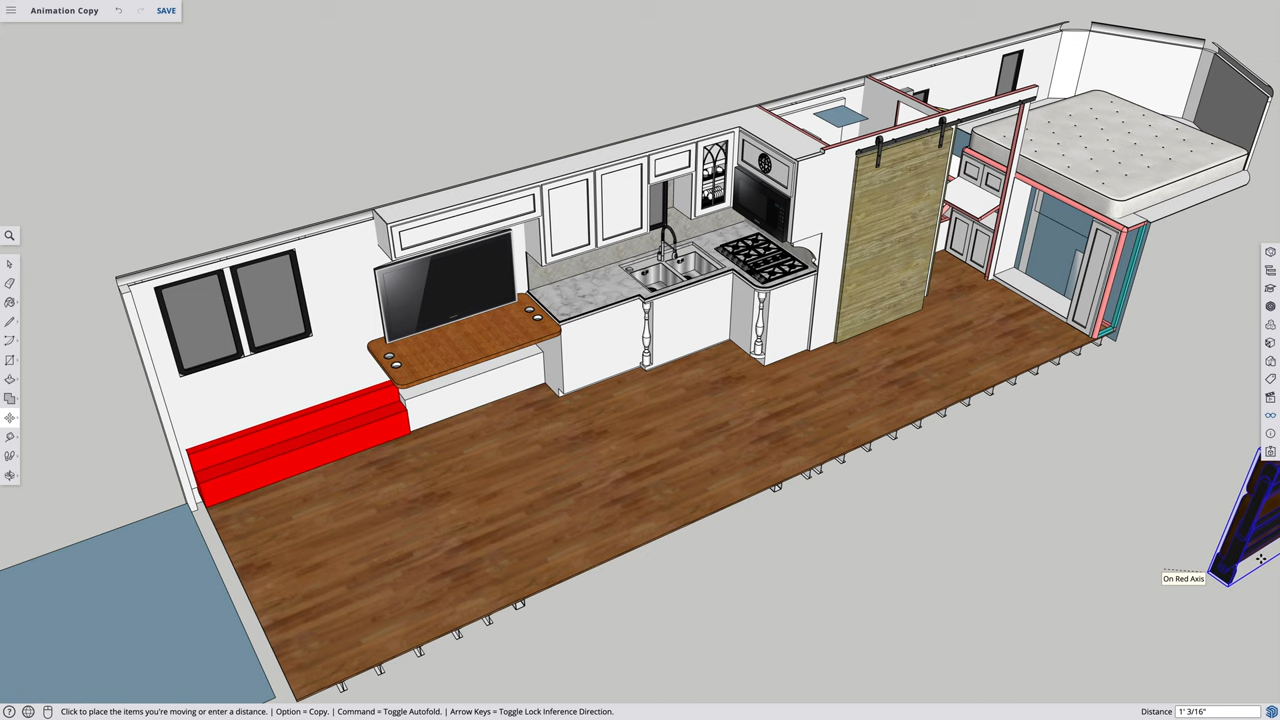 Animation Copy
SAVE
On Red Axis
Click to place the items you're moving or enter a distance. | Option = Copy. | Command = Toggle Autofold. | Arrow Keys = Toggle Lock Inference Direction.
Distance
1' 3/16"